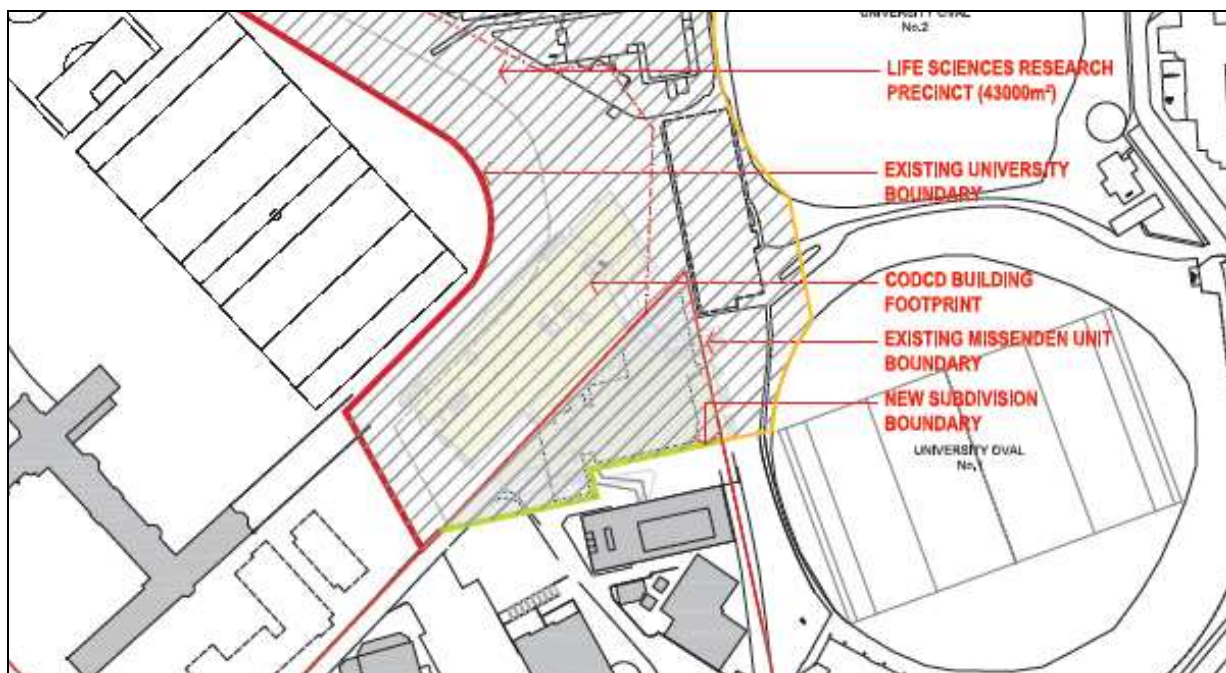 UNIVERSITY OVAL
No.2
LIFE SCIENCES RESEARCH
PRECINCT (43000m²)
EXISTING UNIVERSITY
BOUNDARY
CODCD BUILDING
FOOTPRINT
EXISTING MISSENDEN UNIT
BOUNDARY
NEW SUBDIVISION
BOUNDARY
UNIVERSITY OVAL
No.1